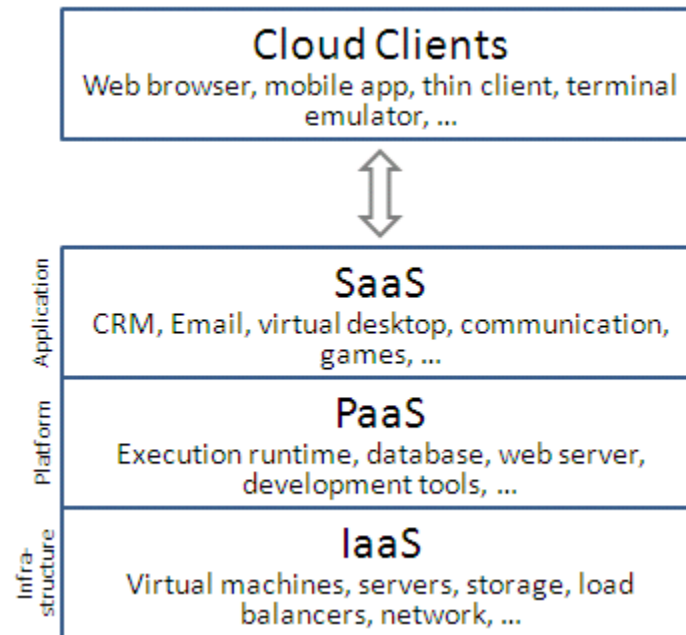 Cloud Clients
Web browser, mobile app, thin client, terminal
emulator, ...
Application
SaaS
CRM, Email, virtual desktop, communication,
games, ...
Platform
PaaS
Execution runtime, database, web server,
development tools, ...
Infra-
structure
IaaS
Virtual machines, servers, storage, load
balancers, network, ...